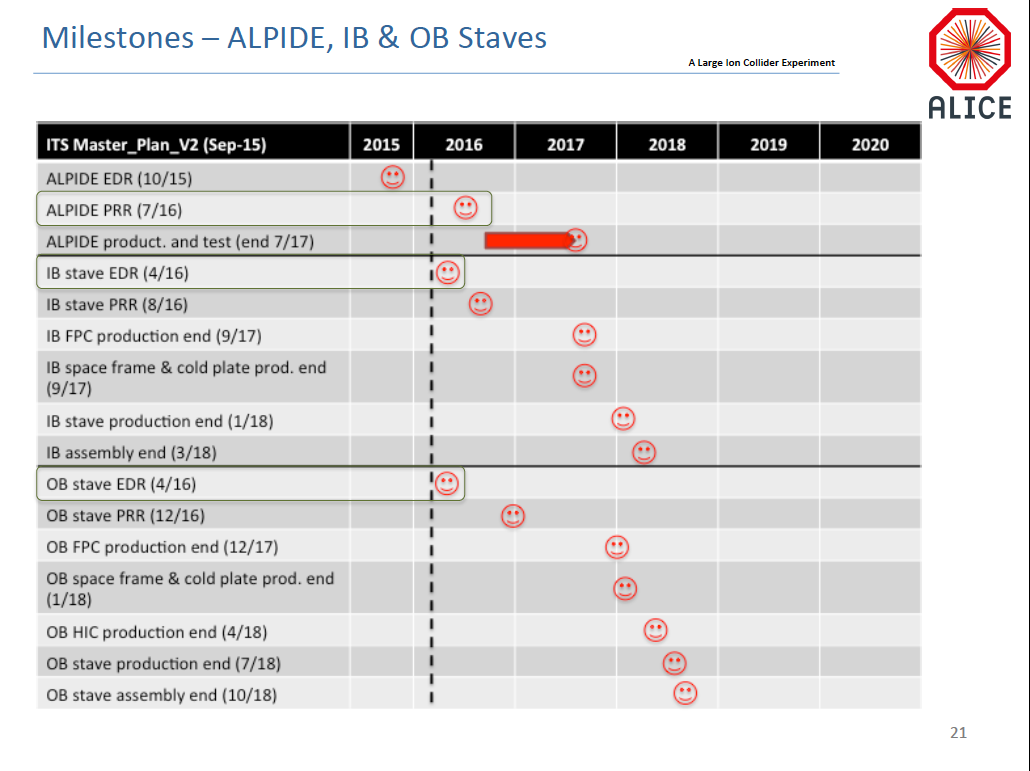 Milestones – ALPIDE, IB & OB Staves
A Large Ion Collider Experiment
ALICE
ITS Master_Plan_V2 (Sep-15) 2015 2016 2017 2018 2019 2020
ALPIDE EDR (10/15)
ALPIDE PRR (7/16)
ALPIDE product. and test (end 7/17)
IB stave EDR (4/16)
IB stave PRR (8/16)
IB FPC production end (9/17)
IB space frame & cold plate prod. end
(9/17)
IB stave production end (1/18)
IB assembly end (3/18)
OB stave EDR (4/16)
OB stave PRR (12/16)
OB FPC production end (12/17)
OB space frame & cold plate prod. end
(1/18)
OB HIC production end (4/18)
OB stave production end (7/18)
OB stave assembly end (10/18)
21